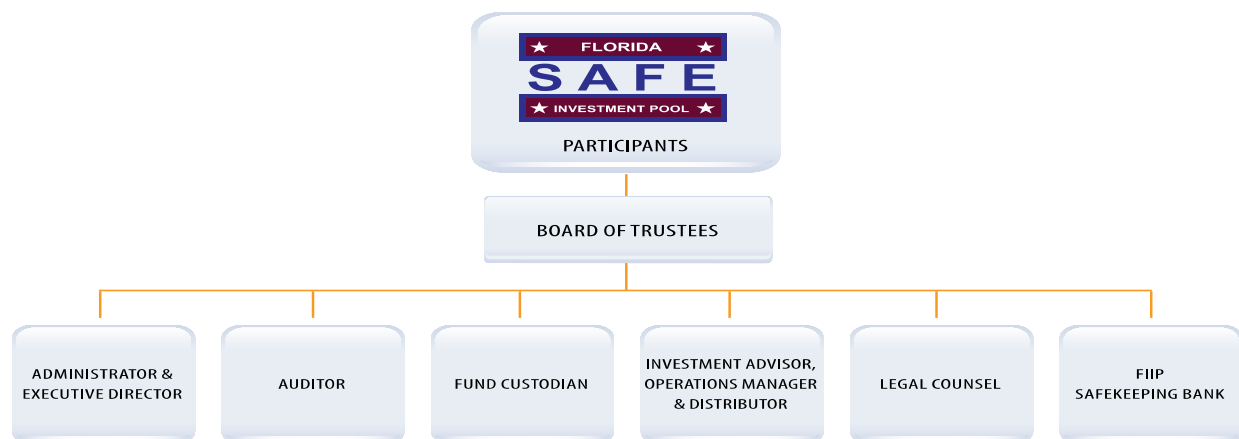 FLORIDA
SAFE
INVESTMENT POOL
PARTICIPANTS
BOARD OF TRUSTEES
ADMINISTRATOR &
EXECUTIVE DIRECTOR
AUDITOR
FUND CUSTODIAN
INVESTMENT ADVISOR,
OPERATIONS MANAGER
& DISTRIBUTOR
LEGAL COUNSEL
FIIP
SAFEKEEPING BANK